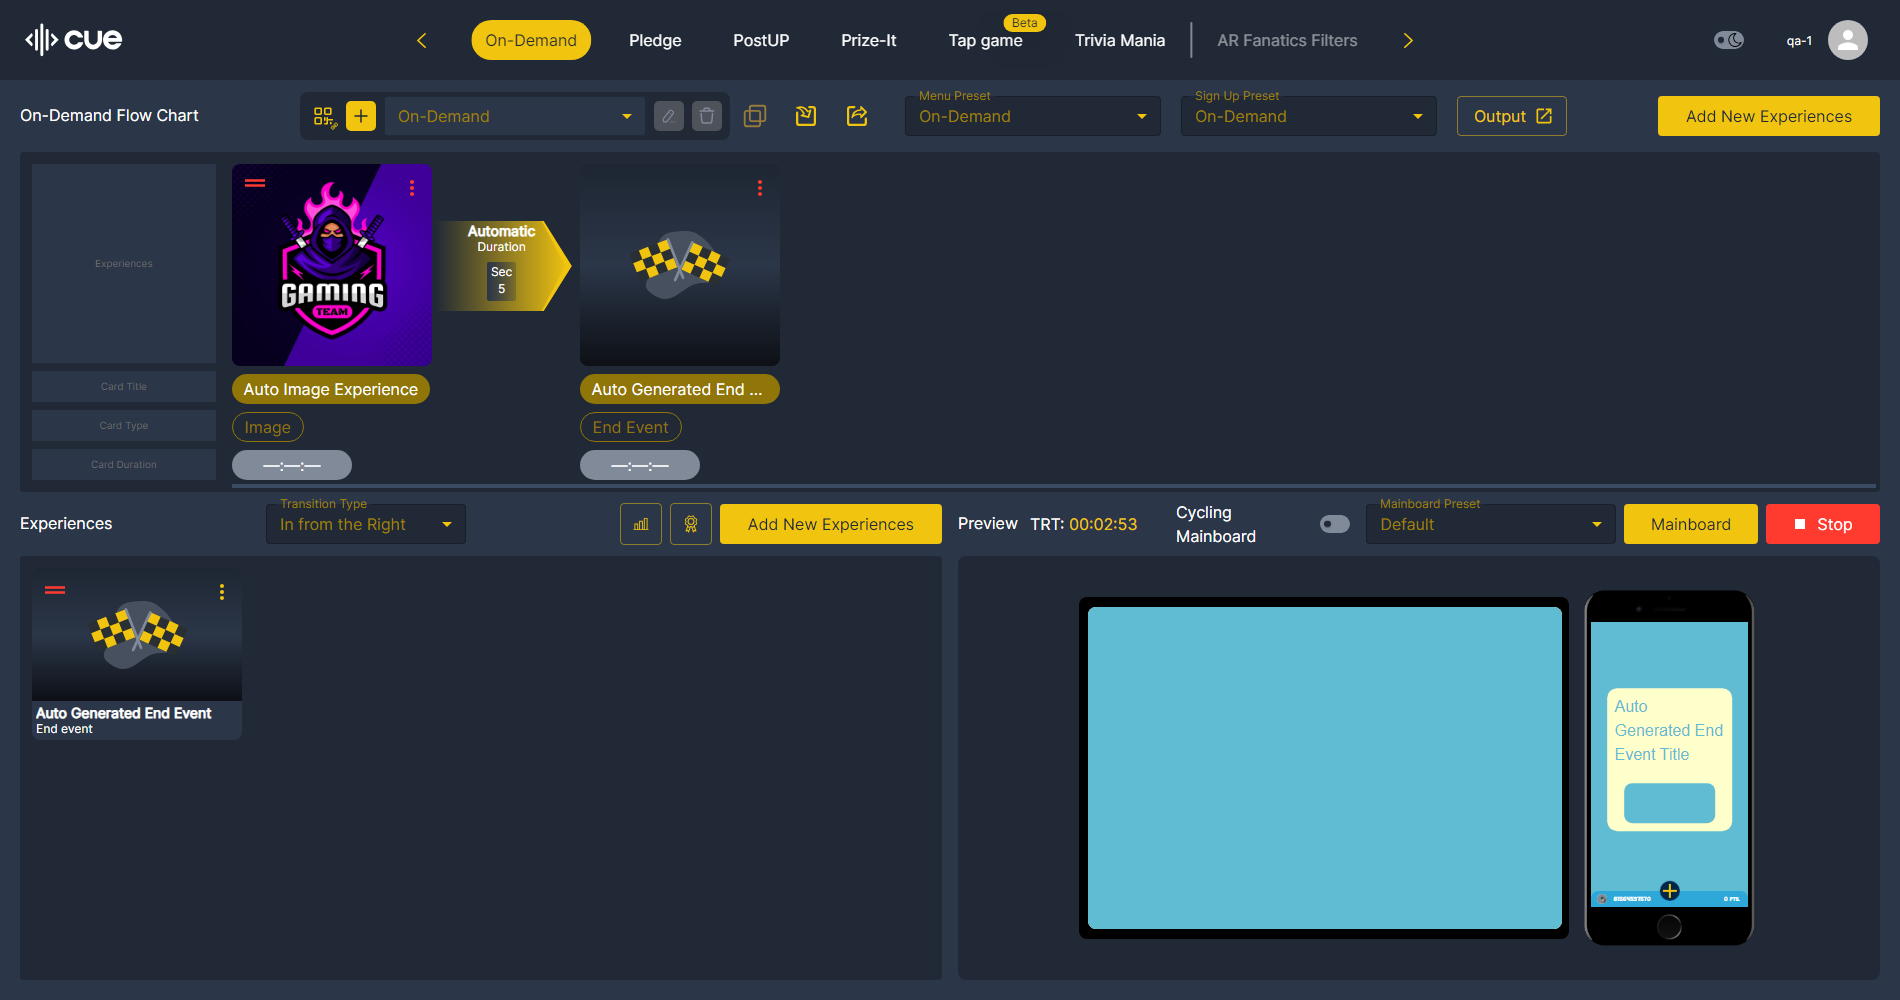 cue
On-Demand
Pledge
PostUP
Prize-It
Beta
Tap game
Trivia Mania
AR Fanatics Filters
qa-1
On-Demand Flow Chart
On-Demand
Menu Preset
On-Demand
Sign Up Preset
On-Demand
Output
Add New Experiences
Experiences
GAMING
TEAM
Automatic
Duration
Sec
5
Card Title
Auto Image Experience
Auto Generated End ...
Card Type
Image
End Event
Card Duration
—:—:—
—:—:—
Experiences
Transition Type
In from the Right
Add New Experiences
Preview
TRT: 00:02:53
Cycling
Mainboard
Mainboard Preset
Default
Mainboard
Stop
Auto Generated End Event
End event
Auto
Generated End
Event Title
0 PTS.